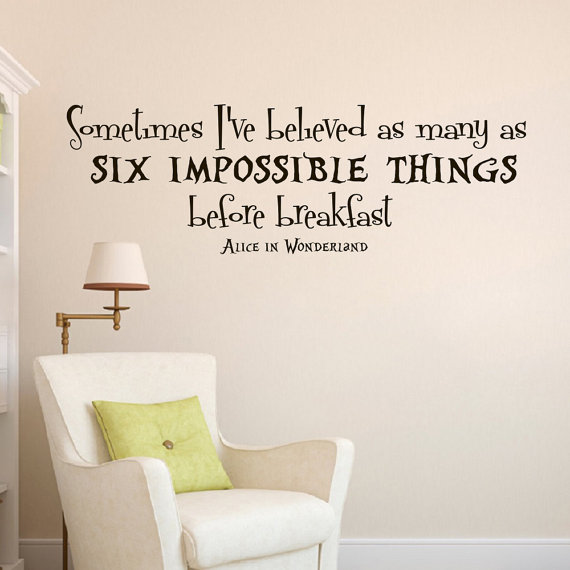 Sometimes I've believed as many as
SIX IMPOSSIBLE THINGS
before breakfast
Alice in Wonderland